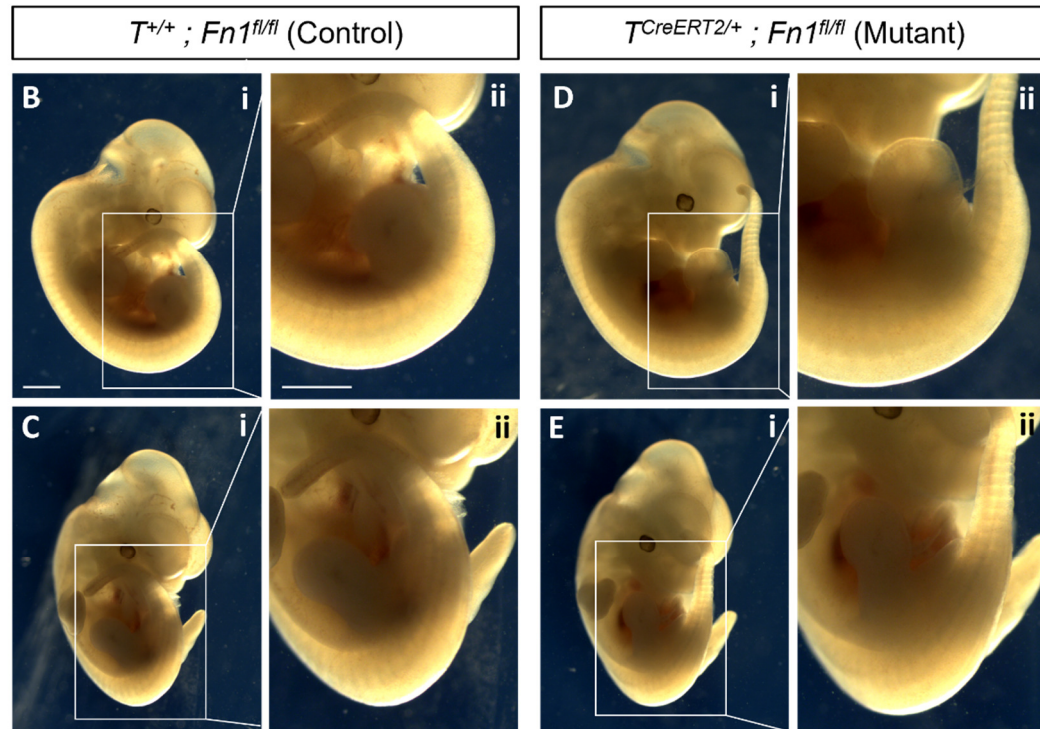 T+/+ ; Fn1fl/fl (Control)
TCreERT2/+ ; Fn1fl/fl (Mutant)
B i ii D i ii
C i ii E i ii